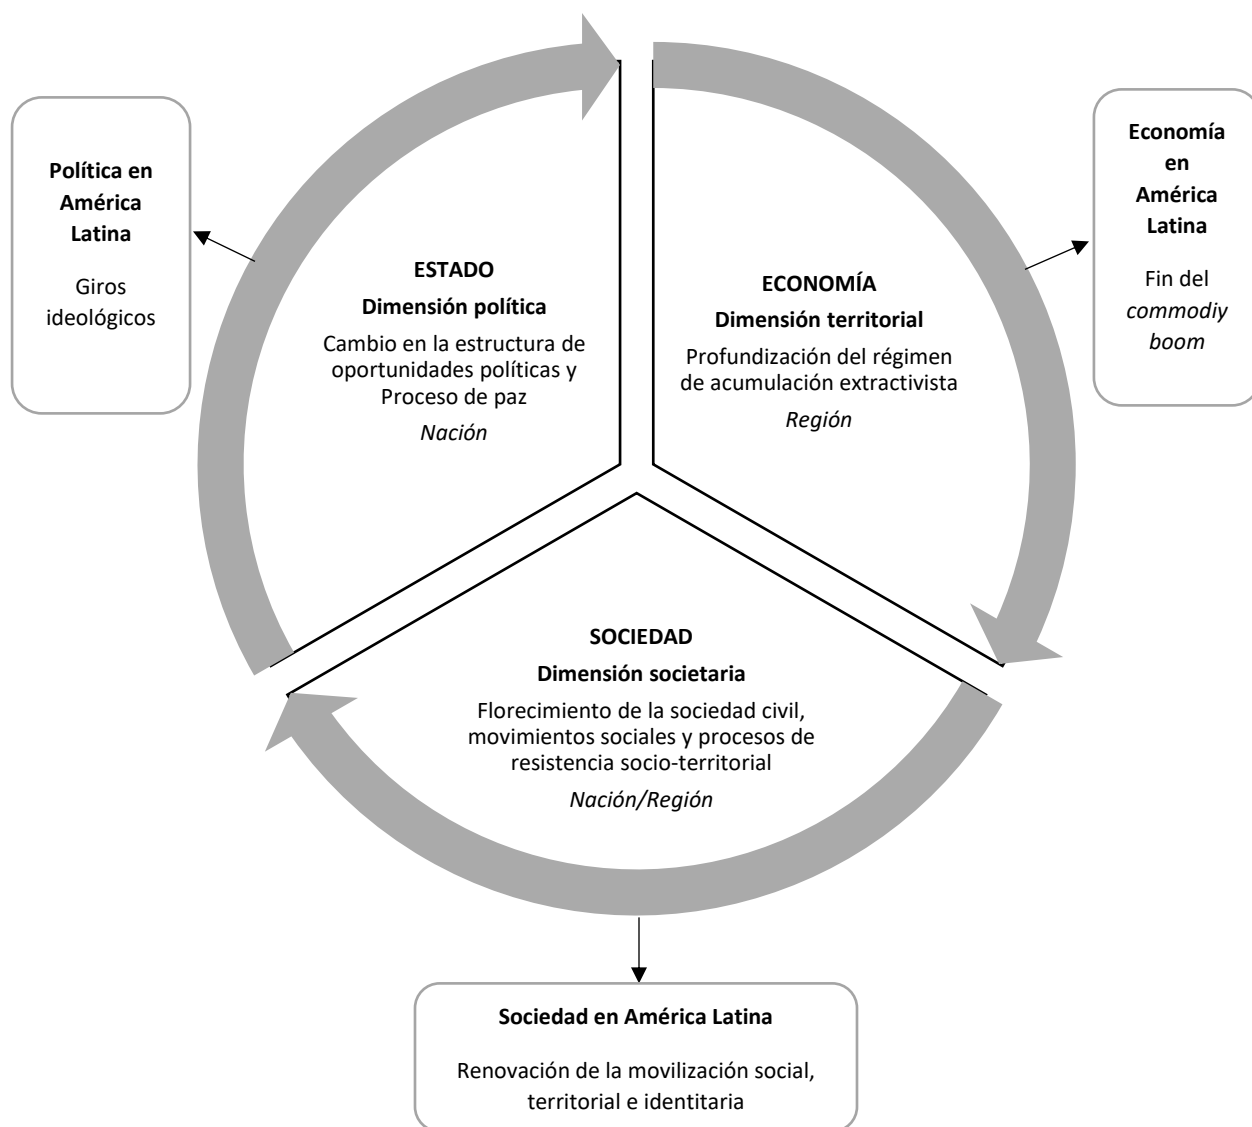 Política en
América
Latina
Giros
ideológicos
ESTADO
Dimensión política
Cambio en la estructura de
oportunidades políticas y
Proceso de paz
Nación
ECONOMÍA
Dimensión territorial
Profundización del régimen
de acumulación extractivista
Región
Economía
en
América
Latina
Fin del
commodiy
boom
SOCIEDAD
Dimensión societaria
Florecimiento de la sociedad civil,
movimientos sociales y procesos de
resistencia socio-territorial
Nación/Región
Sociedad en América Latina
Renovación de la movilización social,
territorial e identitaria